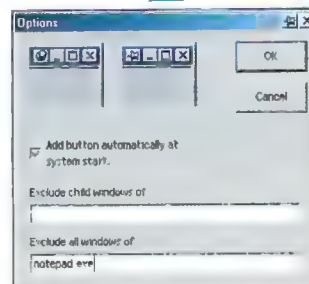 Options
OK
Cancel
Add button automatically at
system start.
Exclude child windows of
Exclude all windows of
notepad exe